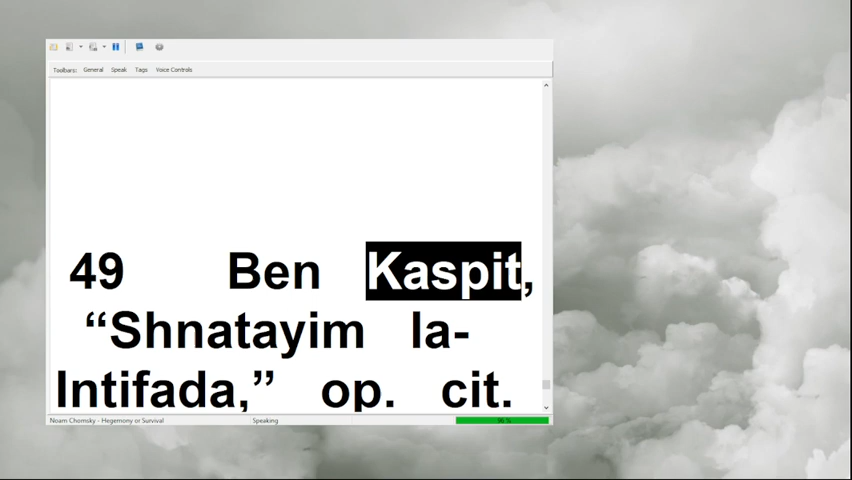 Toolbars: General Speak Tags Voice Controls
49 Ben Kaspit,
“Shnatayim la-
Intifada,” op. cit.
Noam Chomsky - Hegemony or Survival Speaking 96 %